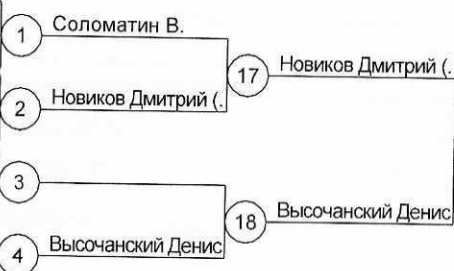 1 Соломатин В.
17 Новиков Дмитрий (.
2 Новиков Дмитрий (.
3
18 Высочанский Денис
4 Высочанский Денис